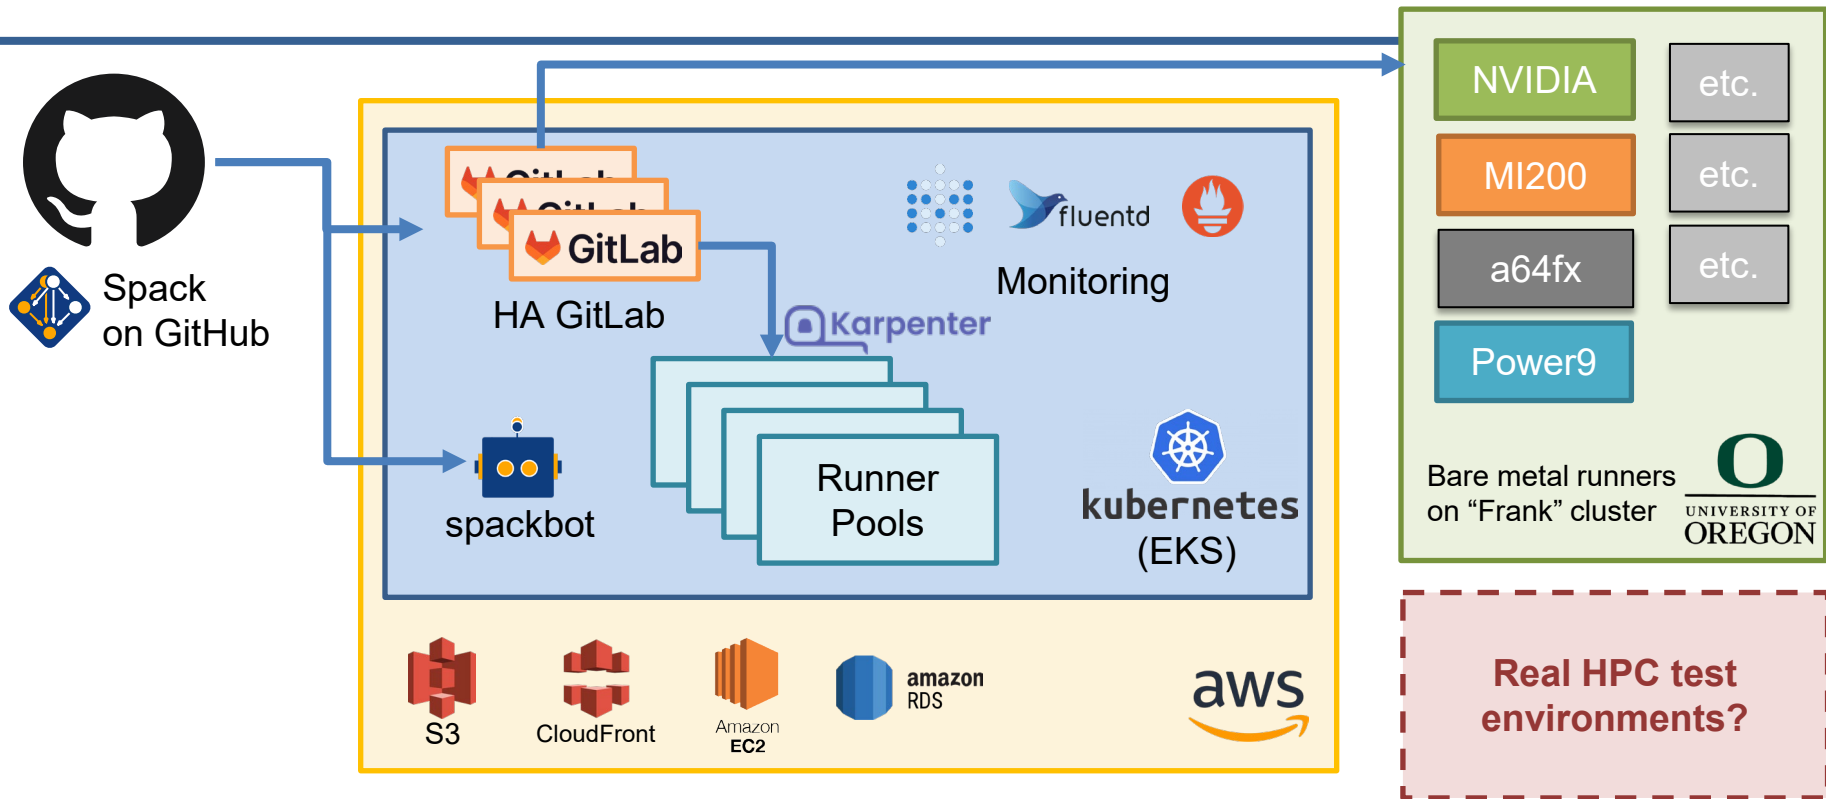 Spack
on GitHub
GitLab
GitLab
GitLab
HA GitLab
fluentd
Monitoring
Karpenter
spackbot
Runner
Pools
kubernetes
(EKS)
S3
CloudFront
Amazon
EC2
amazon
RDS
aws
NVIDIA
etc.
MI200
etc.
a64fx
etc.
Power9
Bare metal runners
on “Frank” cluster
O
UNIVERSITY OF
OREGON
Real HPC test
environments?